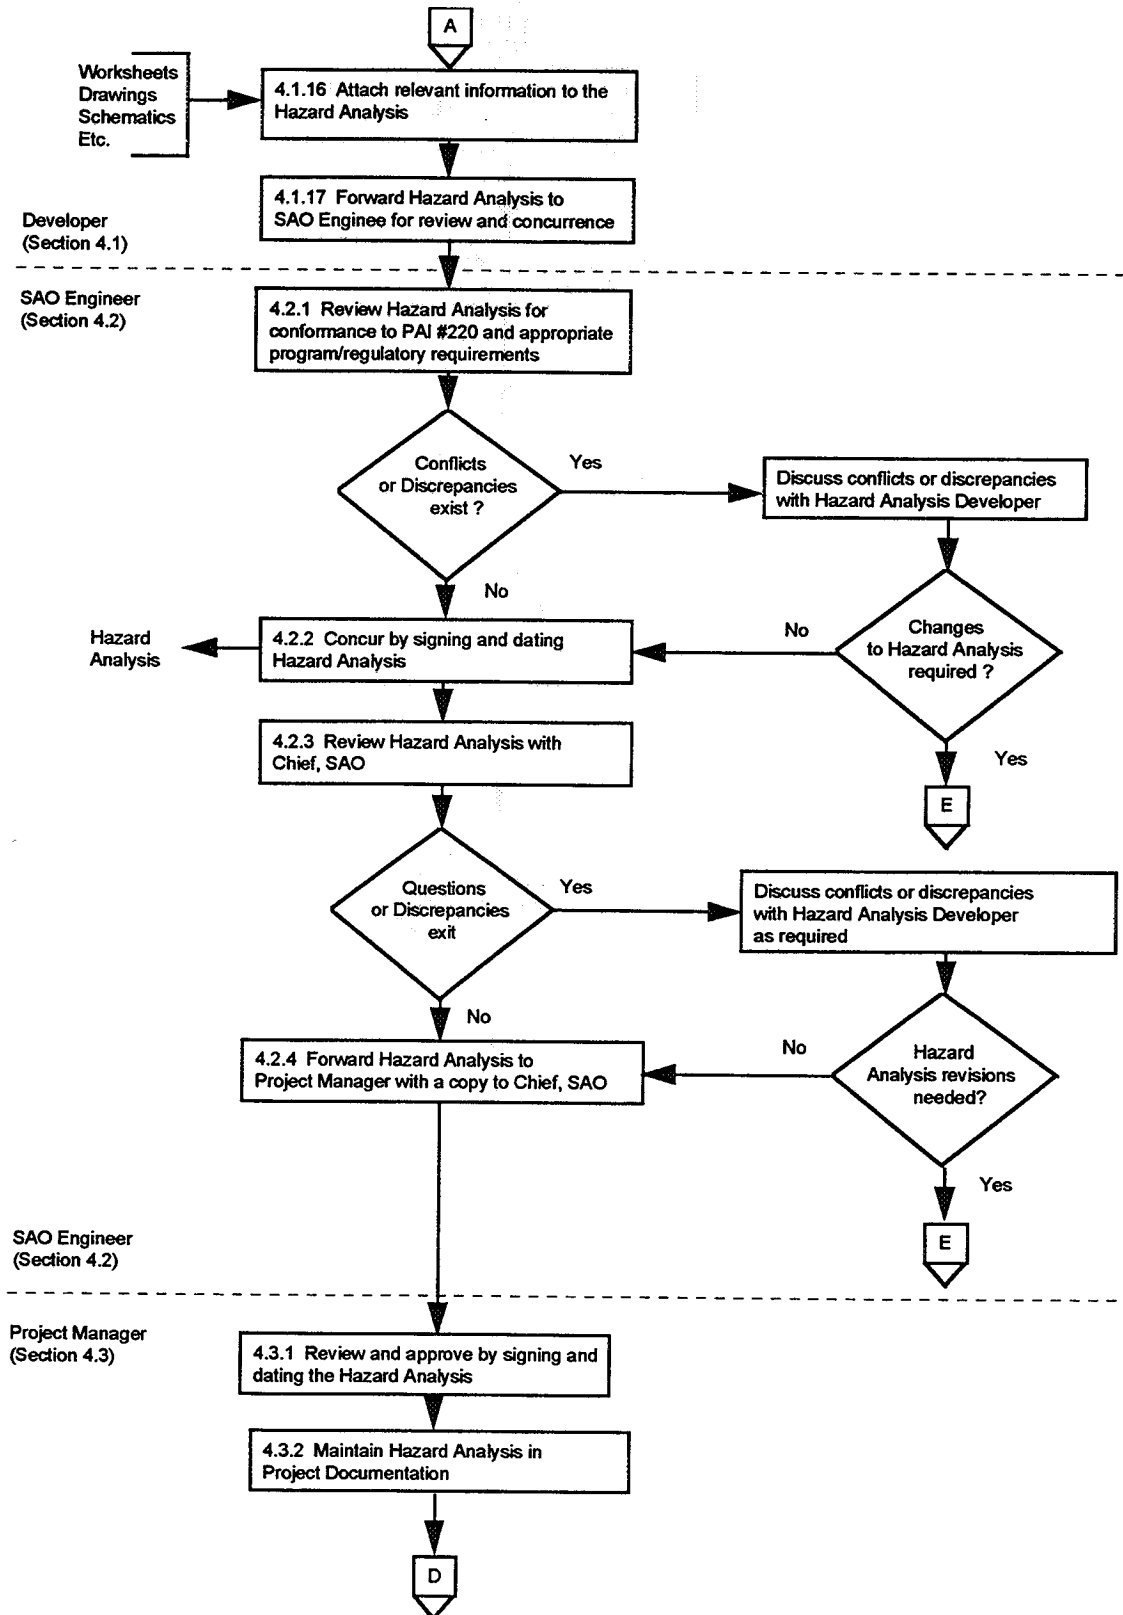 A
Worksheets
Drawings
Schematics
Etc.
4.1.16 Attach relevant information to the
Hazard Analysis
4.1.17 Forward Hazard Analysis to
SAO Enginee for review and concurrence
Developer
(Section 4.1)
SAO Engineer
(Section 4.2)
4.2.1 Review Hazard Analysis for
conformance to PAI #220 and appropriate
program/regulatory requirements
Conflicts
or Discrepancies
exist ?
Yes
Discuss conflicts or discrepancies
with Hazard Analysis Developer
No
Hazard
Analysis
4.2.2 Concur by signing and dating
Hazard Analysis
No
Changes
to Hazard Analysis
required ?
4.2.3 Review Hazard Analysis with
Chief, SAO
Yes
E
Questions
or Discrepancies
exit
Yes
Discuss conflicts or discrepancies
with Hazard Analysis Developer
as required
No
4.2.4 Forward Hazard Analysis to
Project Manager with a copy to Chief, SAO
No
Hazard
Analysis revisions
needed?
Yes
E
SAO Engineer
(Section 4.2)
Project Manager
(Section 4.3)
4.3.1 Review and approve by signing and
dating the Hazard Analysis
4.3.2 Maintain Hazard Analysis in
Project Documentation
D